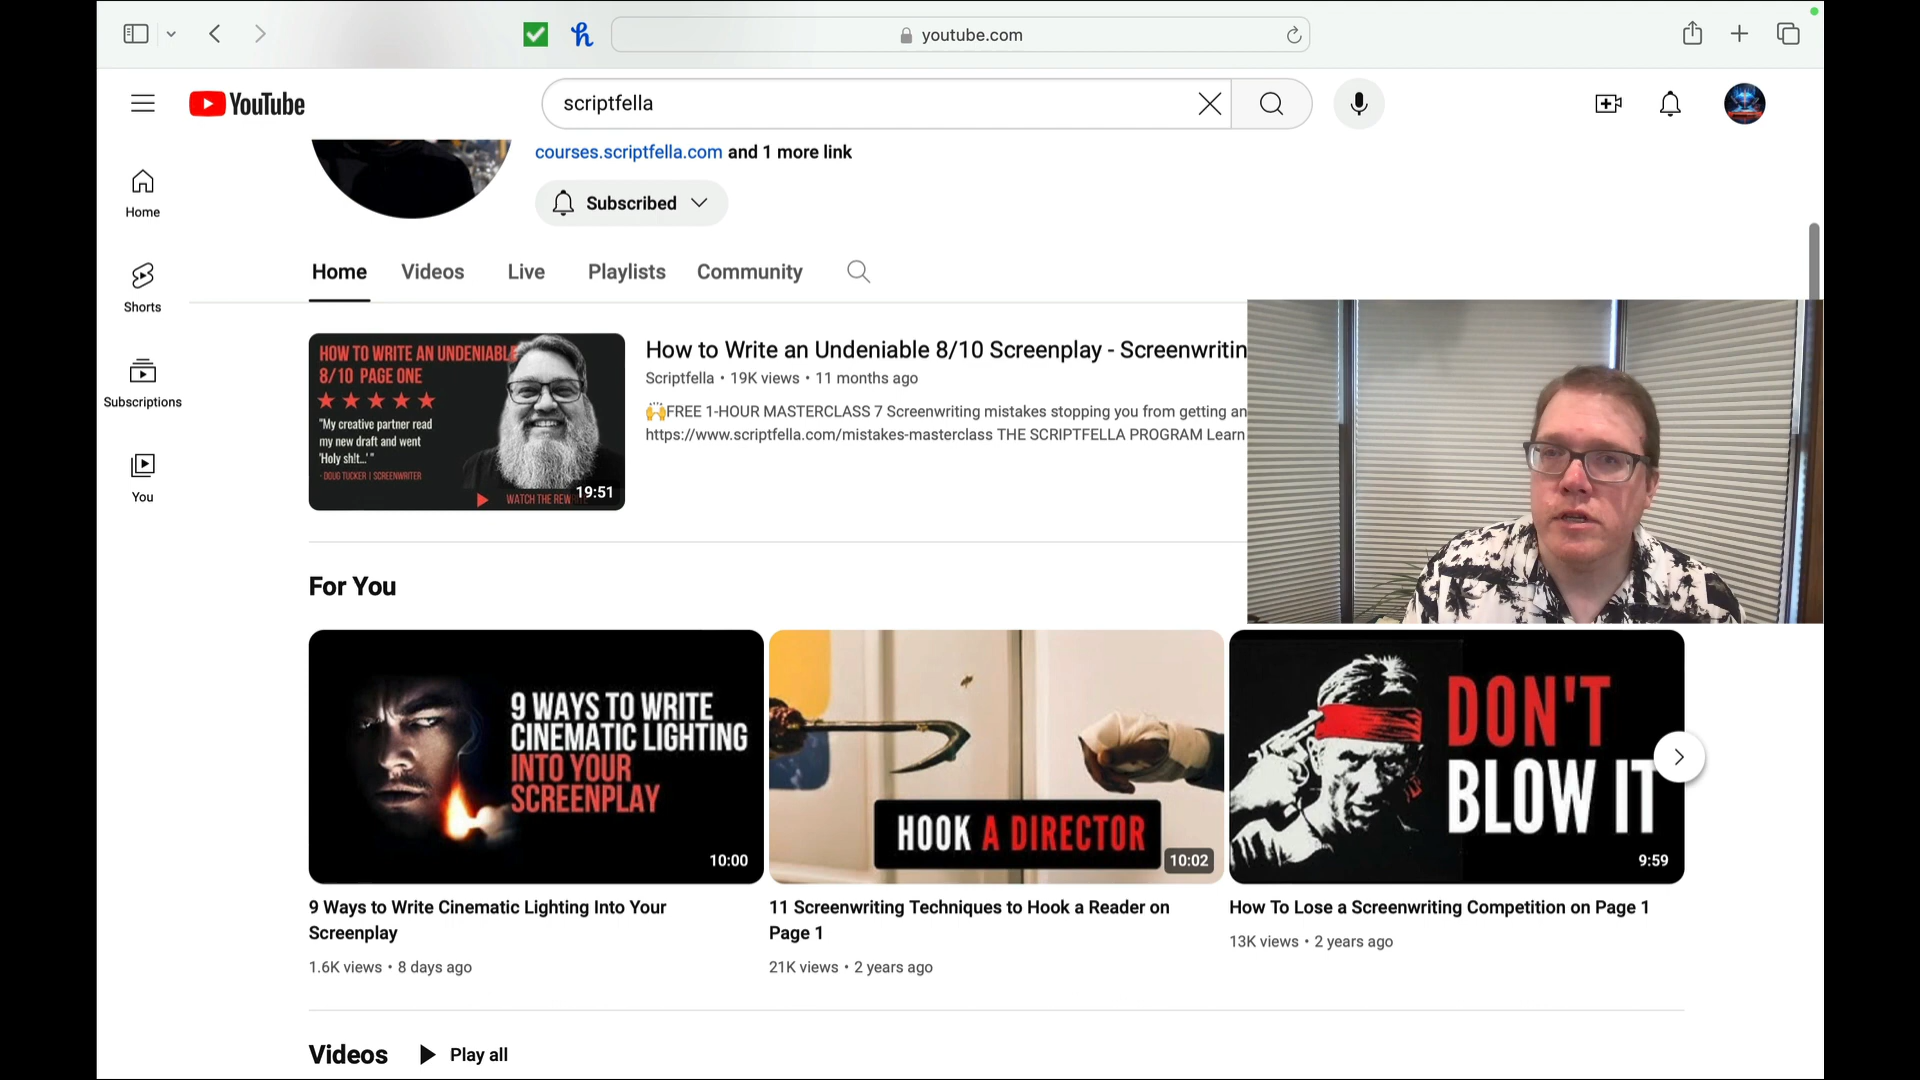 youtube.com
YouTube
scriptfella
courses.scriptfella.com and 1 more link
Subscribed
Home
Shorts
Subscriptions
You
Home Videos Live Playlists Community
HOW TO WRITE AN UNDENIABLE
8/10 PAGE ONE
"My creative partner read
my new draft and went
'Holy sh!t...'"
- DOUG TUCKER | SCREENWRITER
WATCH THE REW
19:51
How to Write an Undeniable 8/10 Screenplay - Screenwritin
Scriptfella • 19K views • 11 months ago
🙌FREE 1-HOUR MASTERCLASS 7 Screenwriting mistakes stopping you from getting an
https://www.scriptfella.com/mistakes-masterclass THE SCRIPTFELLA PROGRAM Learn
For You
9 WAYS TO WRITE
CINEMATIC LIGHTING
INTO YOUR
SCREENPLAY
10:00
9 Ways to Write Cinematic Lighting Into Your
Screenplay
1.6K views • 8 days ago
HOOK A DIRECTOR
10:02
11 Screenwriting Techniques to Hook a Reader on
Page 1
21K views • 2 years ago
DON'T
BLOW IT
9:59
How To Lose a Screenwriting Competition on Page 1
13K views • 2 years ago
Videos
Play all